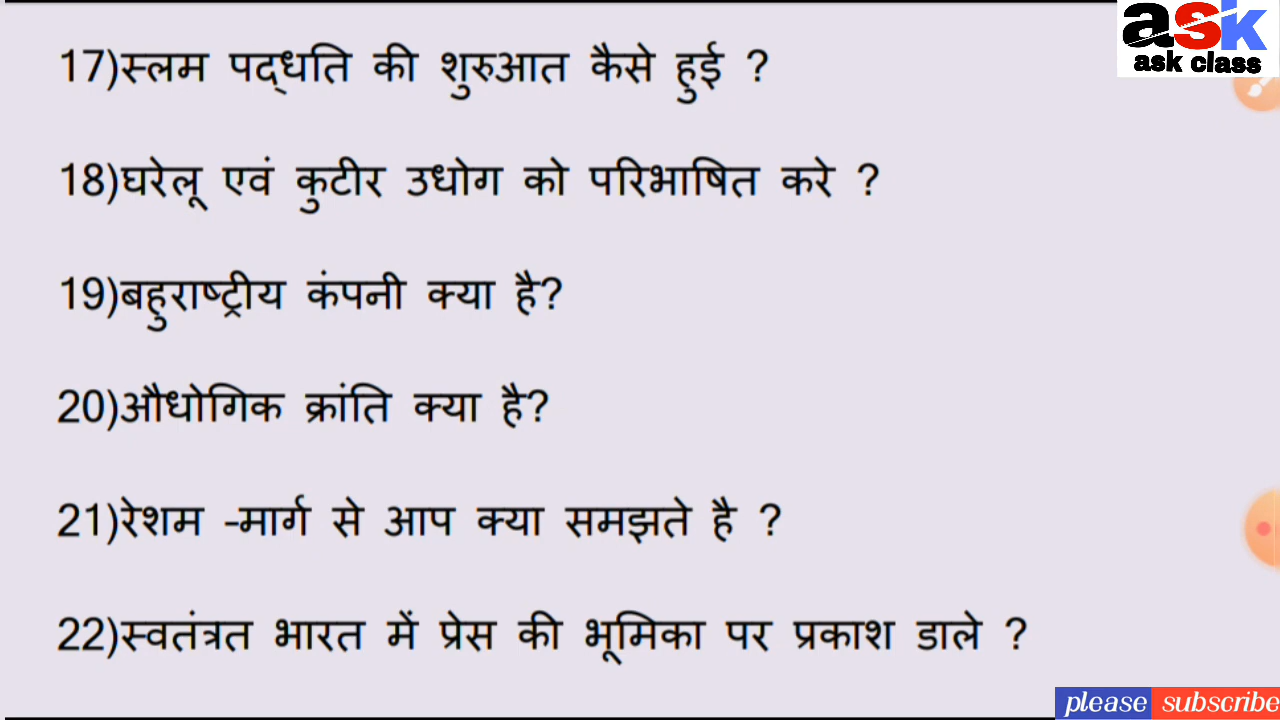 ask
ask class
17)स्लम पद्धति की शुरुआत कैसे हुई ?
18)घरेलू एवं कुटीर उधोग को परिभाषित करे ?
19)बहुराष्ट्रीय कंपनी क्या है?
20)औधोगिक क्रांति क्या है?
21)रेशम -मार्ग से आप क्या समझते है ?
22)स्वतंत्रत भारत में प्रेस की भूमिका पर प्रकाश डाले ?
please subscribe